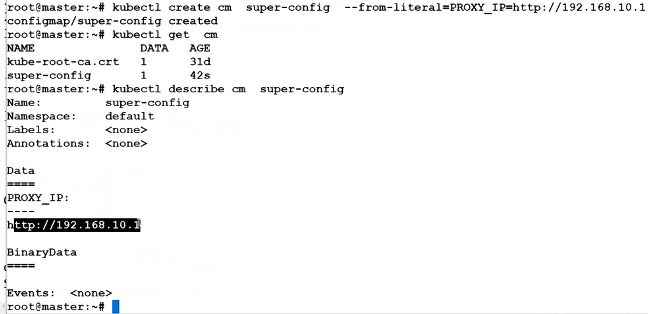 root@master:~# kubectl create cm  super-config  --from-literal=PROXY_IP=http://192.168.10.1
configmap/super-config created
root@master:~# kubectl get  cm
NAME               DATA   AGE
kube-root-ca.crt   1      31d
super-config       1      42s
root@master:~# kubectl describe cm  super-config
Name:         super-config
Namespace:    default
Labels:       <none>
Annotations:  <none>

Data
====
PROXY_IP:
----
http://192.168.10.1

BinaryData
====

Events:  <none>
root@master:~#